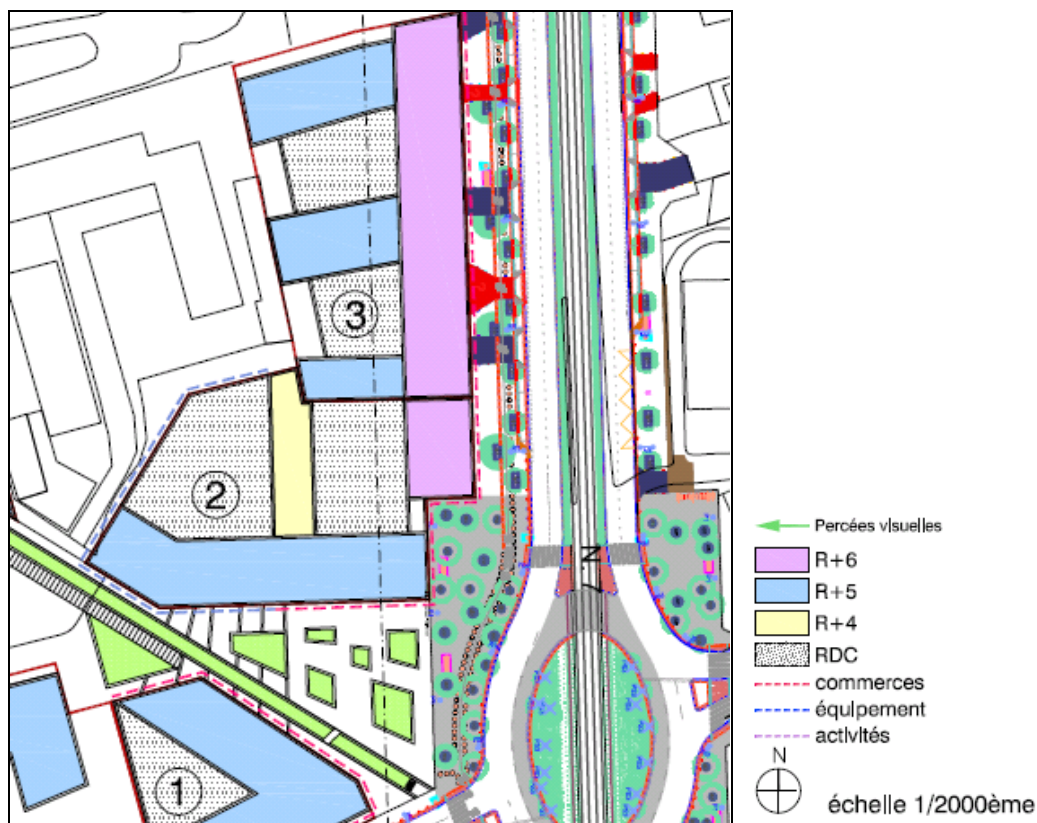 3
2
1
N
Percées visuelles
R+6
R+5
R+4
RDC
commerces
équipement
activités
N
échelle 1/2000ème